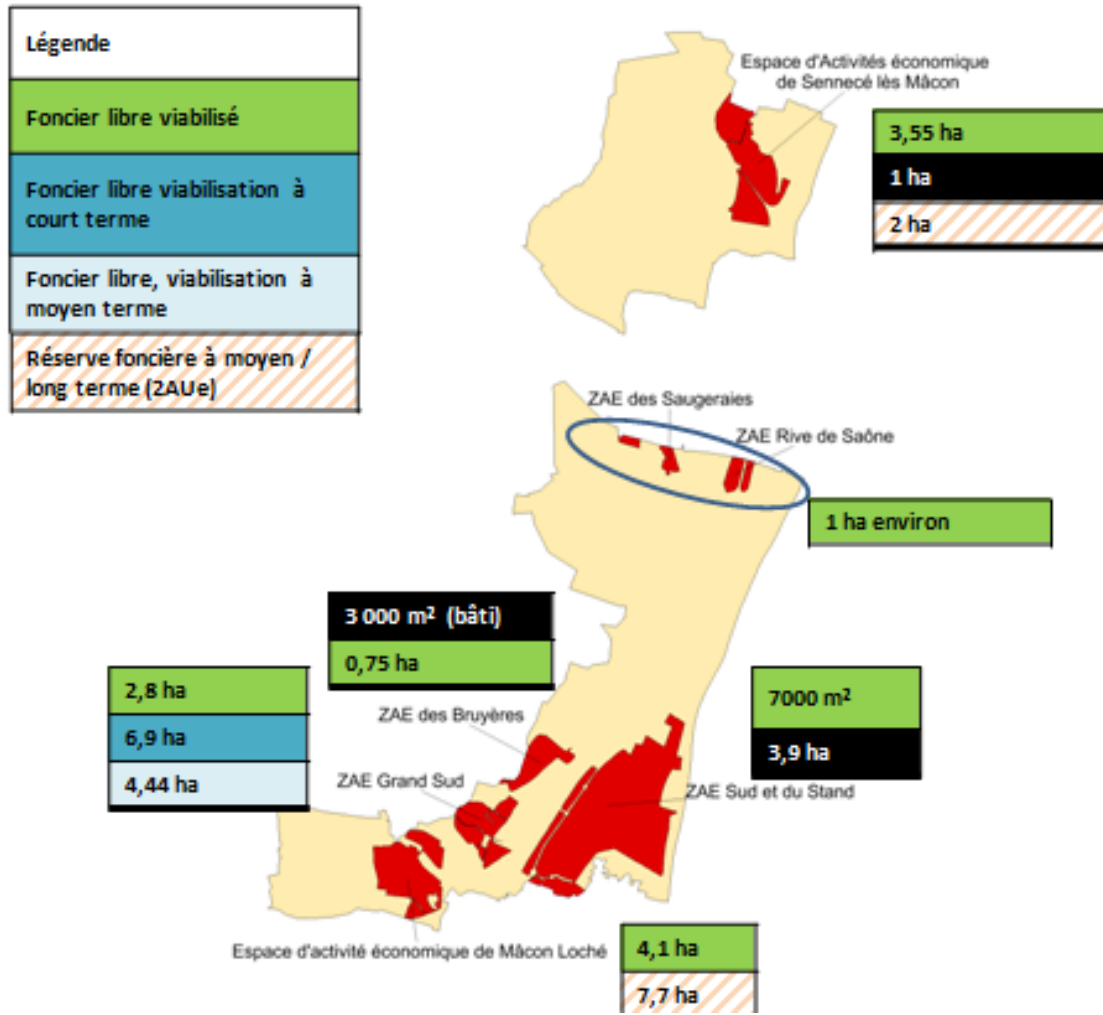 Légende
Foncier libre viabilisé
Foncier libre viabilisation à
court terme
Foncier libre, viabilisation à
moyen terme
Réserve foncière à moyen /
long terme (2AUe)
Espace d'Activités économique
de Sennecé lès Mâcon
3,55 ha
1 ha
2 ha
ZAE des Saugeraies
ZAE Rive de Saône
1 ha environ
3 000 m² (bâti)
0,75 ha
2,8 ha
6,9 ha
4,44 ha
ZAE des Bruyères
ZAE Grand Sud
7000 m²
3,9 ha
ZAE Sud et du Stand
Espace d'activité économique de Mâcon Loché
4,1 ha
7,7 ha